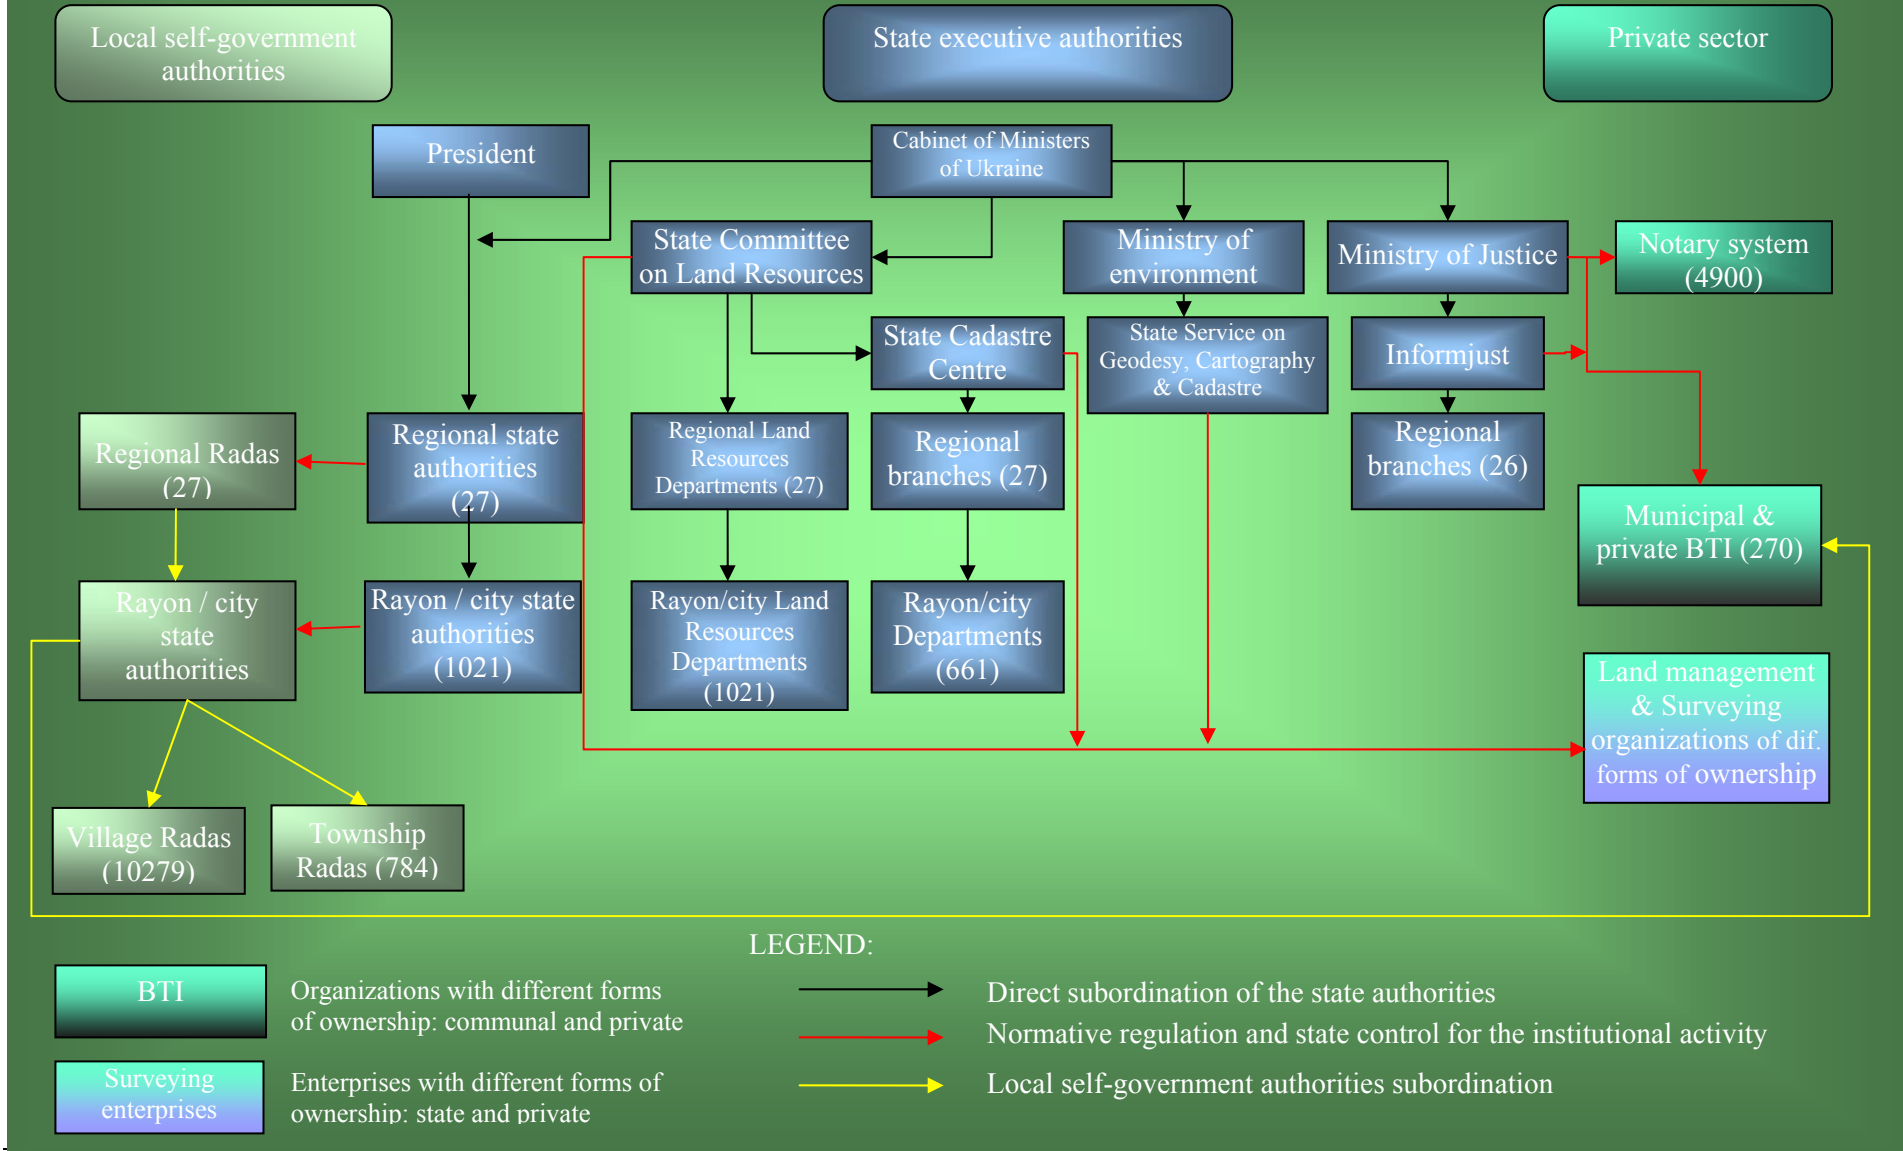 Local self-government
authorities
State executive authorities
Private sector
President
Cabinet of Ministers
of Ukraine
State Committee
on Land Resources
Ministry of
environment
Ministry of Justice
Notary system
(4900)
State Cadastre
Centre
State Service on
Geodesy, Cartography
& Cadastre
Informjust
Regional Radas
(27)
Regional state
authorities
(27)
Regional Land
Resources
Departments (27)
Regional
branches (27)
Regional
branches (26)
Municipal &
private BTI (270)
Rayon / city
state
authorities
Rayon / city state
authorities
(1021)
Rayon/city Land
Resources
Departments
(1021)
Rayon/city
Departments
(661)
Land management
& Surveying
organizations of dif.
forms of ownership
Village Radas
(10279)
Township
Radas (784)
LEGEND:
BTI
Organizations with different forms
of ownership: communal and private
Surveying
enterprises
Enterprises with different forms of
ownership: state and private
Direct subordination of the state authorities
Normative regulation and state control for the institutional activity
Local self-government authorities subordination